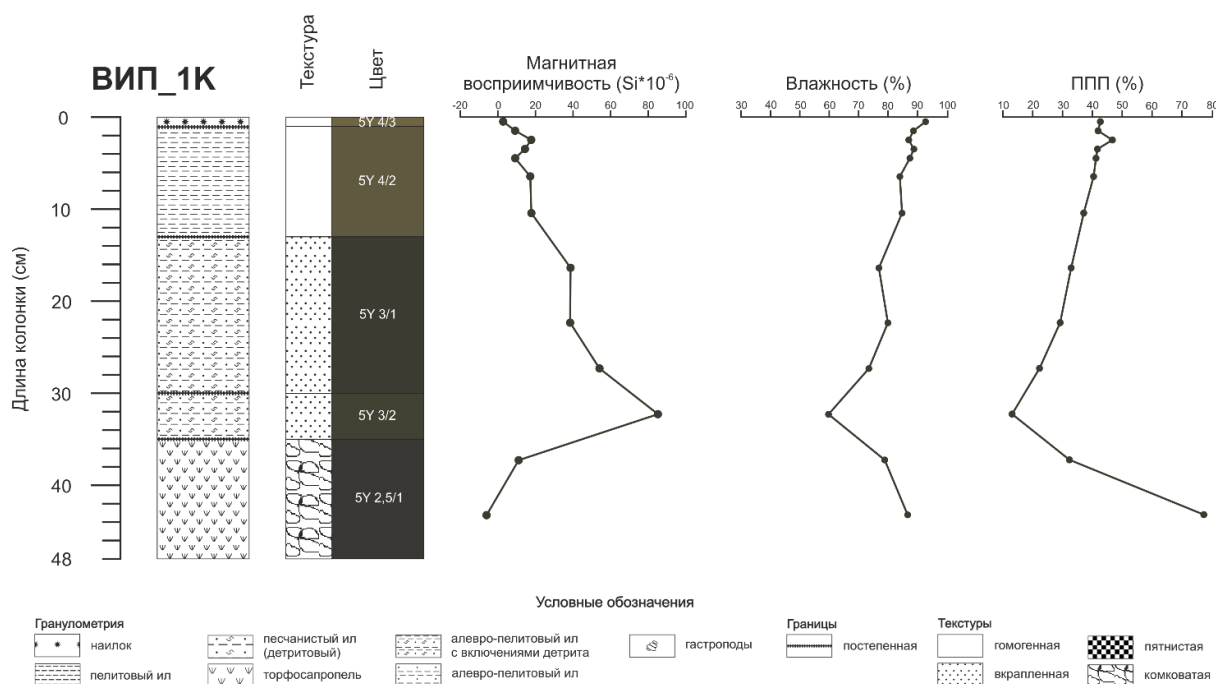 ВИП_1К
Текстура
Цвет
Магнитная
восприимчивость (Si*10⁻⁶)
Влажность (%)
ППП (%)
-20 0 20 40 60 80 100
30 40 50 60 70 80 90 100
10 20 30 40 50 60 70 80
Длина колонки (см)
0
10
20
30
40
48
5Y 4/3
5Y 4/2
5Y 3/1
5Y 3/2
5Y 2,5/1
Условные обозначения
Гранулометрия
наилок
пелитовый ил
песчанистый ил
(детритовый)
торфосапропель
алевро-пелитовый ил
с включениями детрита
алевро-пелитовый ил
гастроподы
Границы
постепенная
Текстуры
гомогенная
вкрапленная
пятнистая
комковатая